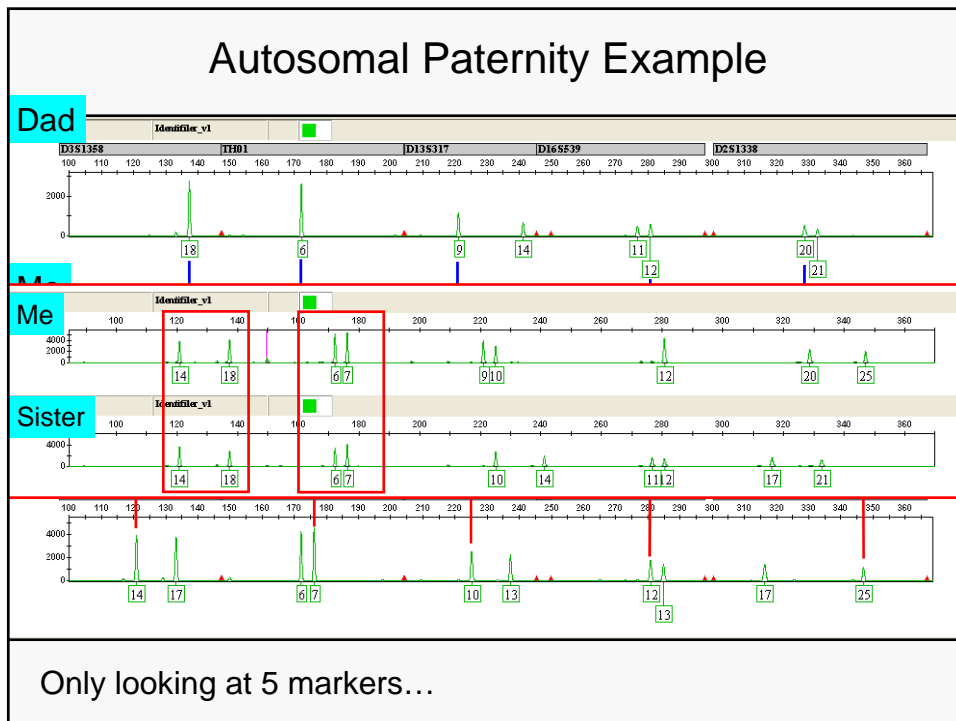 Autosomal Paternity Example
Dad
Identifiler_v1
D3S1358 TH01 D13S317 D16S539 D2S1338
100 110 120 130 140 150 160 170 180 190 200 210 220 230 240 250 260 270 280 290 300 310 320 330 340 350 360
2000
0
18 6 9 14 11 20
12 21
Me
Identifiler_v1
100 120 140 160 180 200 220 240 260 280 300 320 340 360
4000
2000
0
14 18 6 7 9 10 12 20 25
Sister
Identifiler_v1
100 120 140 160 180 200 220 240 260 280 300 320 340 360
4000
0
14 18 6 7 10 14 11 12 17 21
100 110 120 130 140 150 160 170 180 190 200 210 220 230 240 250 260 270 280 290 300 310 320 330 340 350 360
4000
2000
0
14 17 6 7 10 13 12 17 25
13
Only looking at 5 markers…